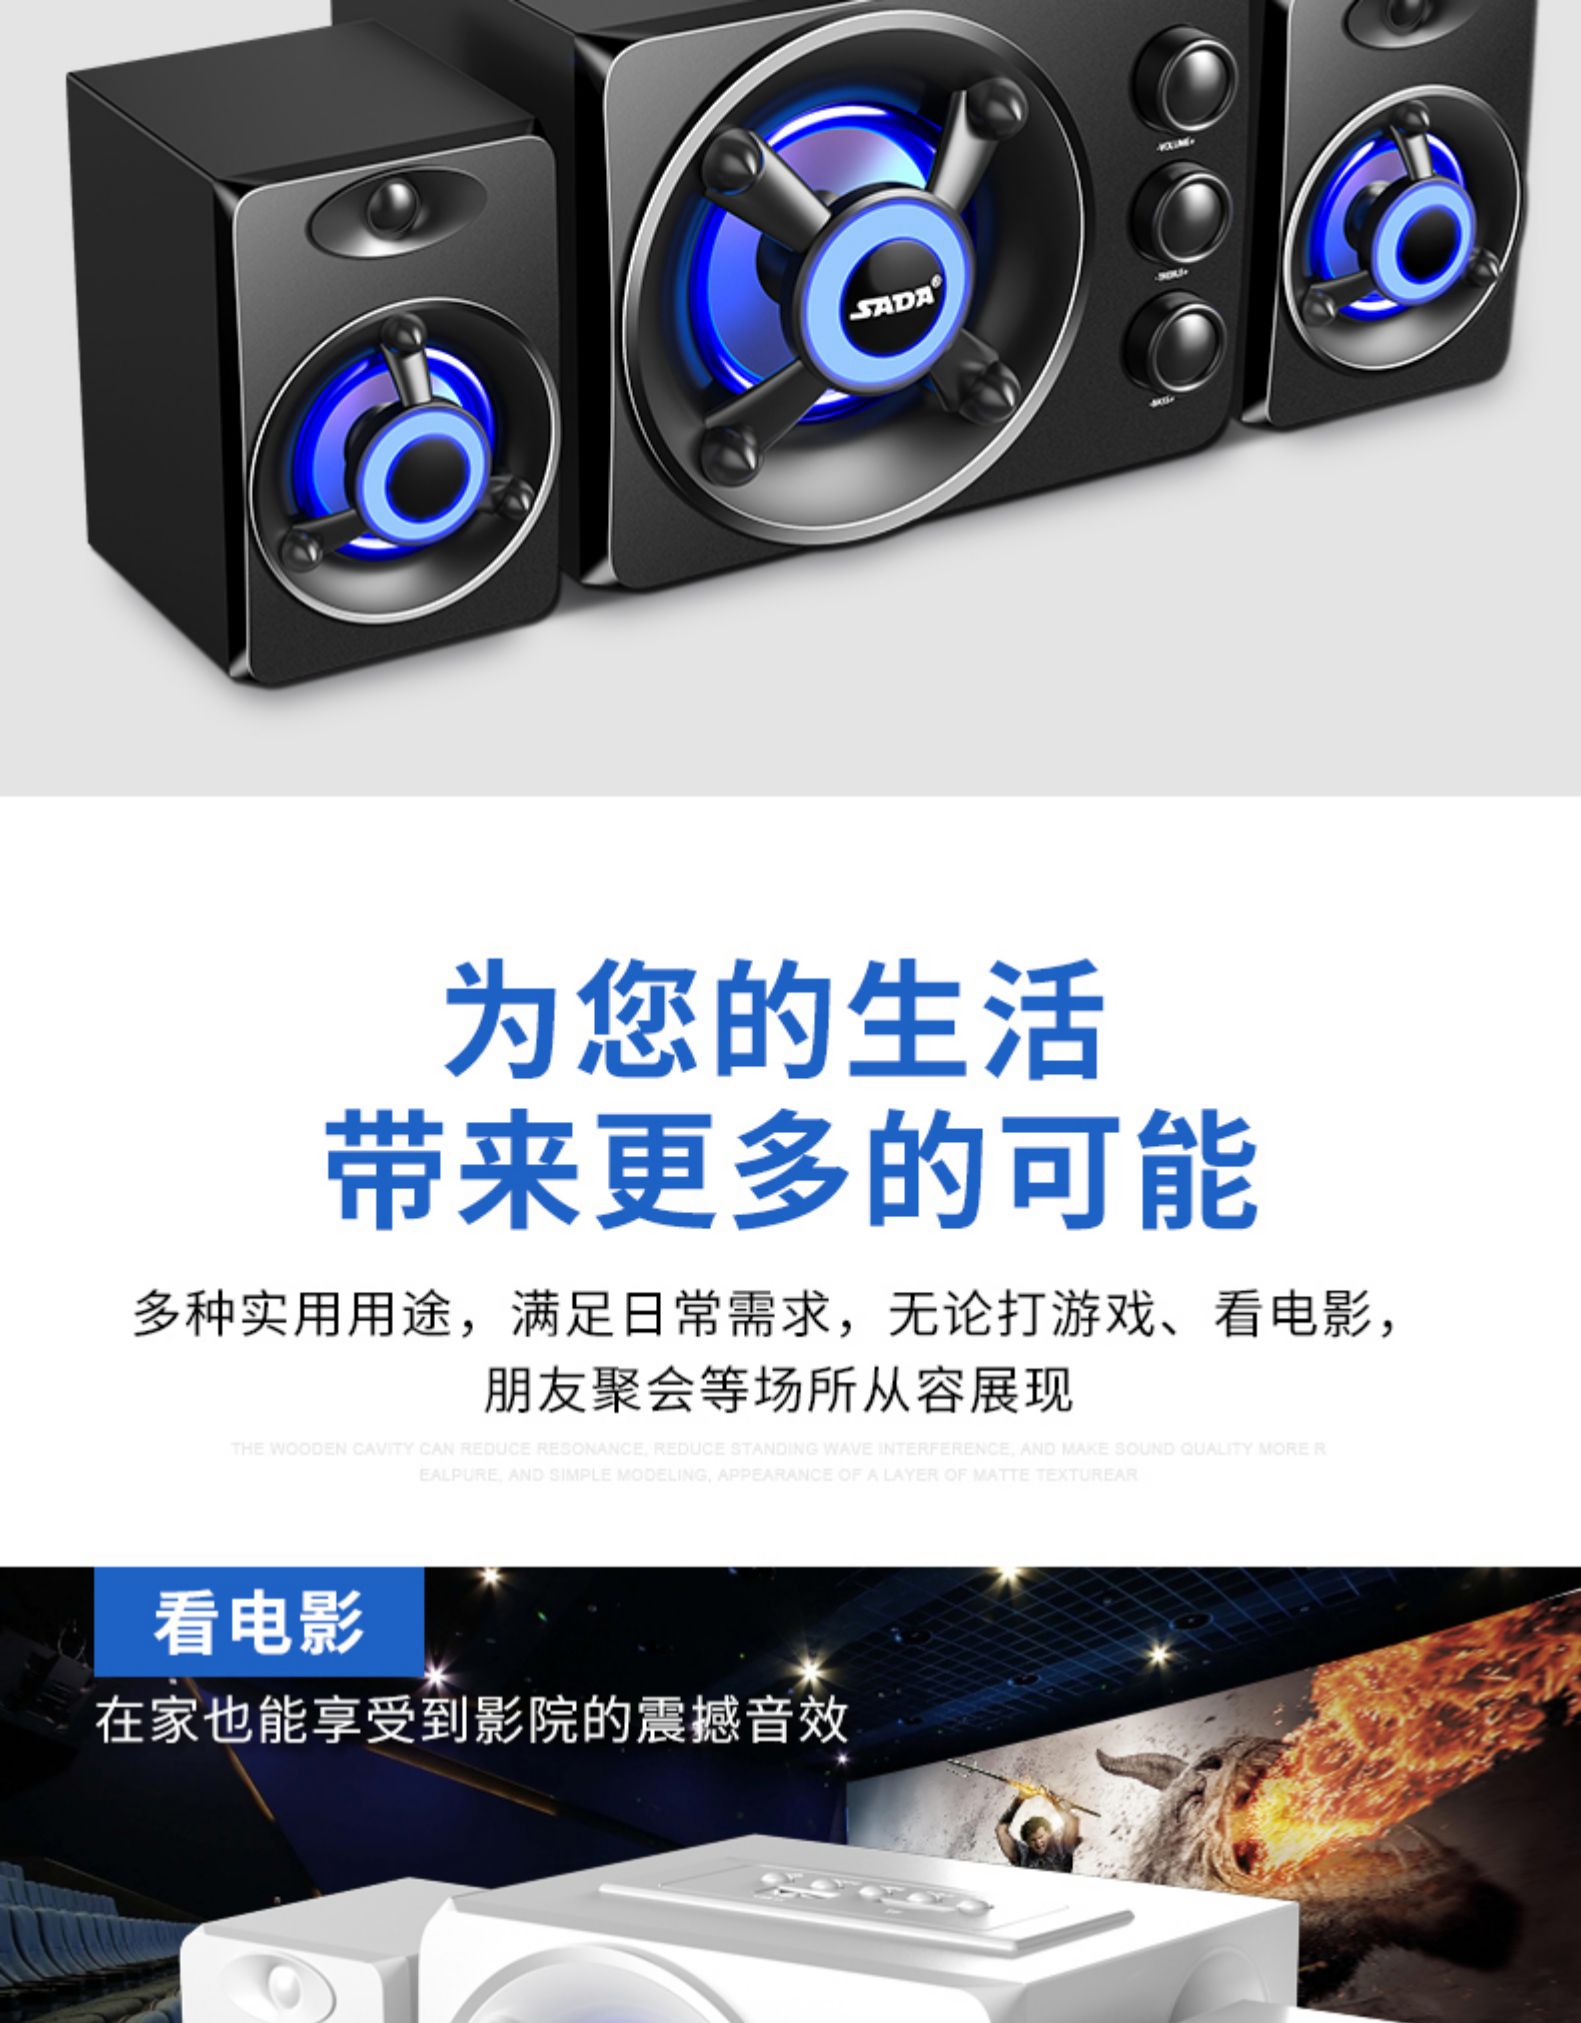 SADA®
-VOLUME+
-TREBLE+
-BASS+
为您的生活
带来更多的可能
多种实用用途，满足日常需求，无论打游戏、看电影，
朋友聚会等场所从容展现
THE WOODEN CAVITY CAN REDUCE RESONANCE, REDUCE STANDING WAVE INTERFERENCE, AND MAKE SOUND QUALITY MORE R
EALPURE, AND SIMPLE MODELING, APPEARANCE OF A LAYER OF MATTE TEXTUREAR
看电影
在家也能享受到影院的震撼音效